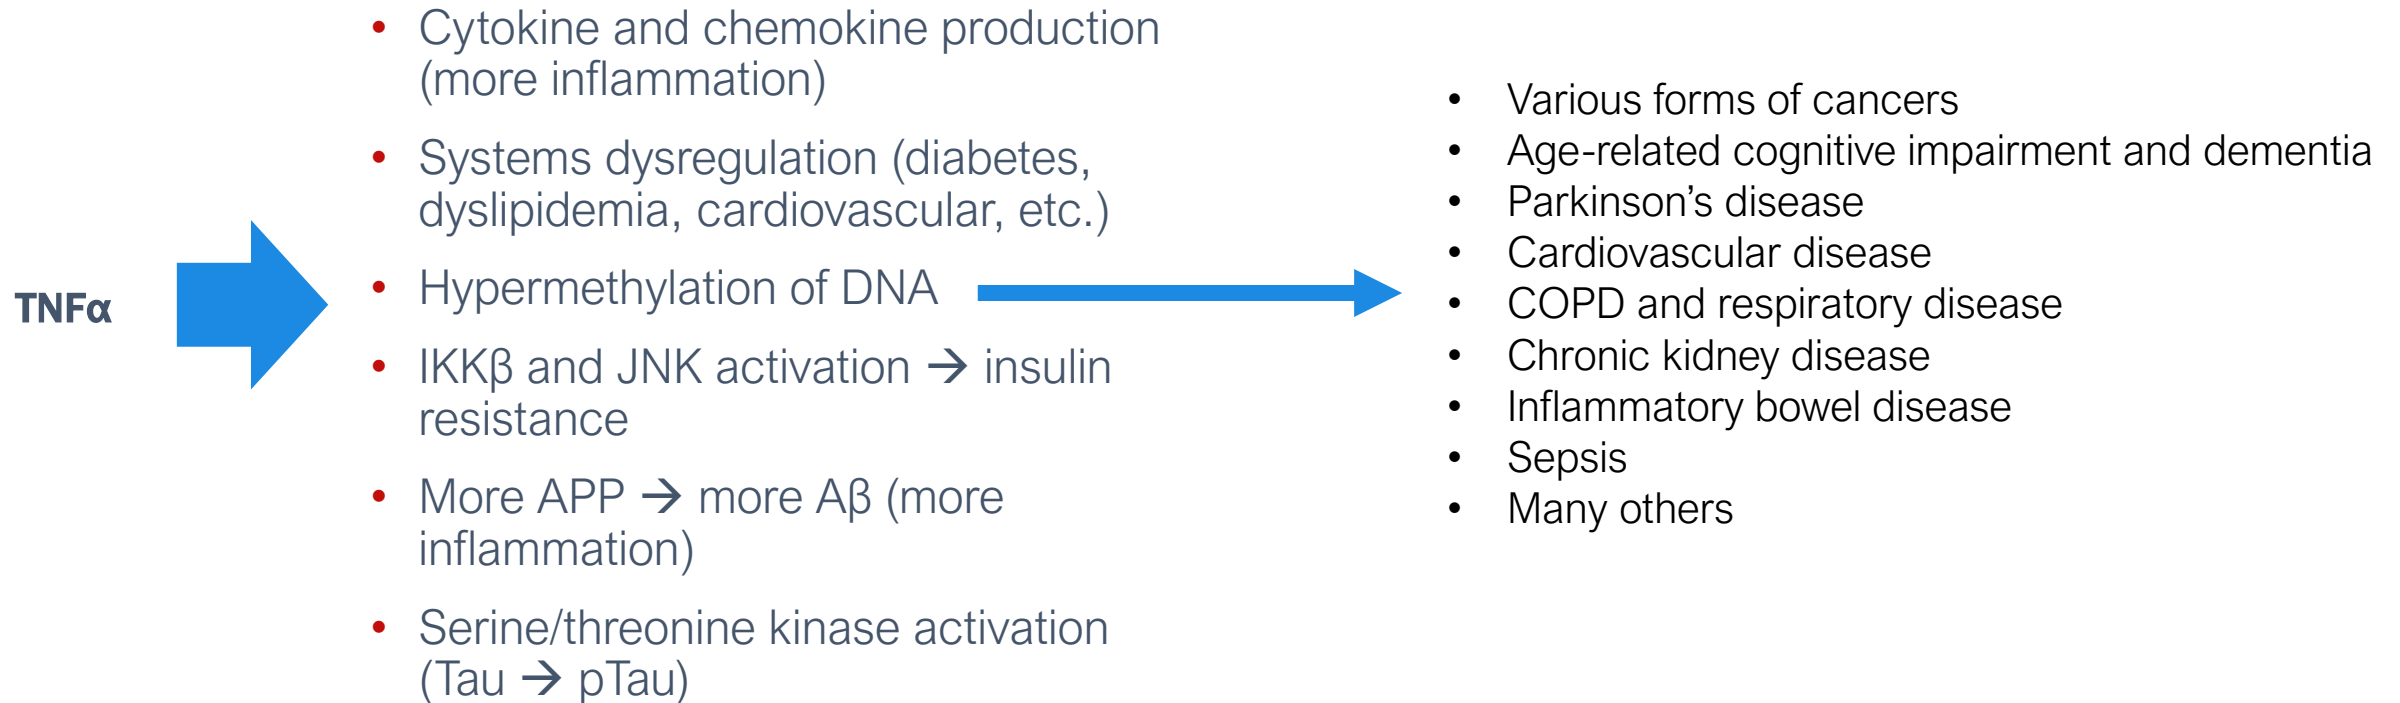 TNFα
• Cytokine and chemokine production
(more inflammation)
• Systems dysregulation (diabetes,
dyslipidemia, cardiovascular, etc.)
• Hypermethylation of DNA
• IKKβ and JNK activation → insulin
resistance
• More APP → more Aβ (more
inflammation)
• Serine/threonine kinase activation
(Tau → pTau)
• Various forms of cancers
• Age-related cognitive impairment and dementia
• Parkinson’s disease
• Cardiovascular disease
• COPD and respiratory disease
• Chronic kidney disease
• Inflammatory bowel disease
• Sepsis
• Many others